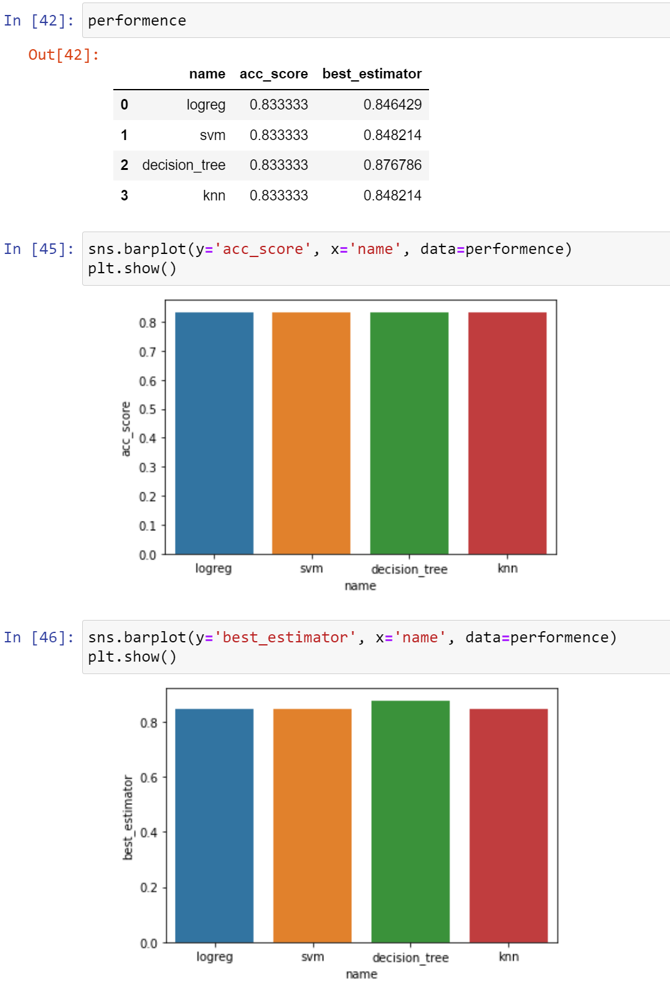 In [42]: performence
Out[42]:
name acc_score best_estimator
0 logreg 0.833333 0.846429
1 svm 0.833333 0.848214
2 decision_tree 0.833333 0.876786
3 knn 0.833333 0.848214
In [45]: sns.barplot(y='acc_score', x='name', data=performence)
plt.show()
0.8
0.7
0.6
0.5
0.4
0.3
0.2
0.1
0.0
acc_score
logreg svm decision_tree knn
name
In [46]: sns.barplot(y='best_estimator', x='name', data=performence)
plt.show()
0.8
0.6
0.4
0.2
0.0
best_estimator
logreg svm decision_tree knn
name